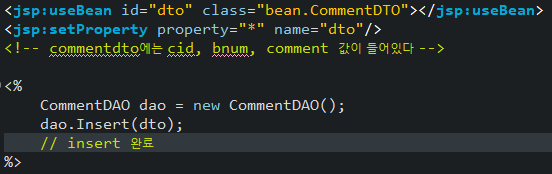 <jsp:useBean id="dto" class="bean.CommentDTO"></jsp:useBean>
<jsp:setProperty property="*" name="dto"/>
<!-- commentdto에는 cid, bnum, comment 값이 들어있다 -->
<%
CommentDAO dao = new CommentDAO();
dao.Insert(dto);
// insert 완료
%>